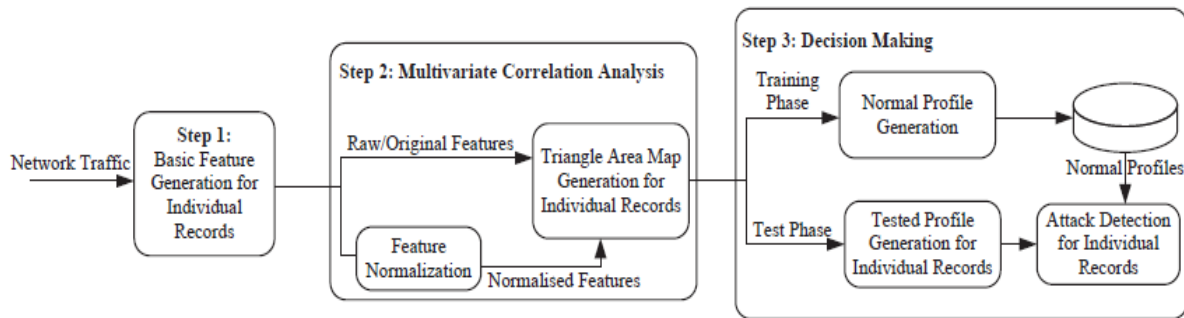 Network Traffic
Step 1:
Basic Feature
Generation for
Individual
Records
Step 2: Multivariate Correlation Analysis
Raw/Original Features
Feature
Normalization
Normalised Features
Triangle Area Map
Generation for
Individual Records
Step 3: Decision Making
Training
Phase
Normal Profile
Generation
Normal Profiles
Test Phase
Tested Profile
Generation for
Individual Records
Attack Detection
for Individual
Records